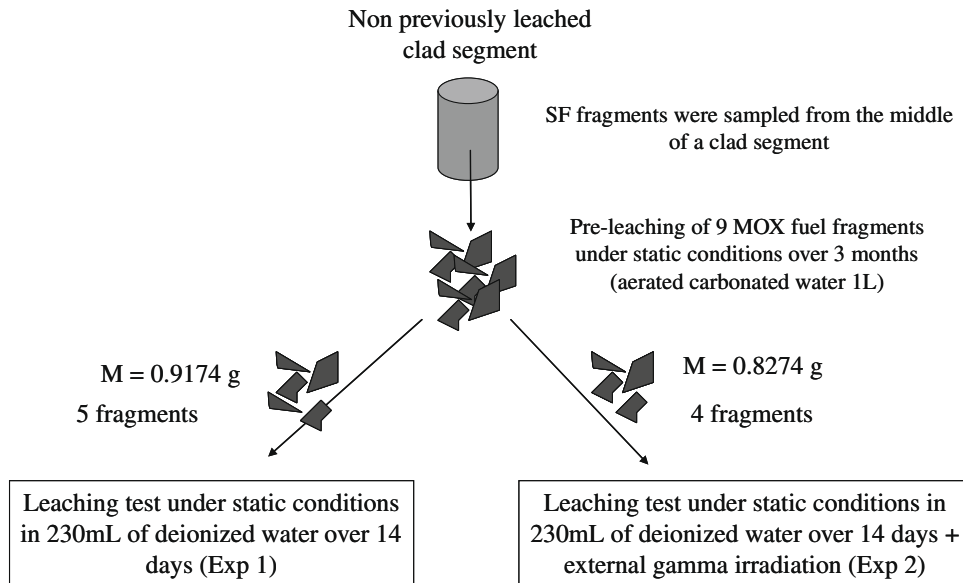 Non previously leached
clad segment
SF fragments were sampled from the middle
of a clad segment
Pre-leaching of 9 MOX fuel fragments
under static conditions over 3 months
(aerated carbonated water 1L)
M = 0.9174 g
5 fragments
M = 0.8274 g
4 fragments
Leaching test under static conditions
in 230mL of deionized water over 14
days (Exp 1)
Leaching test under static conditions in
230mL of deionized water over 14 days +
external gamma irradiation (Exp 2)